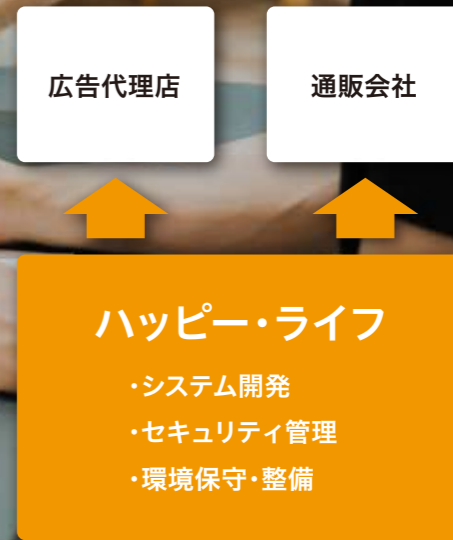 広告代理店
通販会社
ハッピー・ライフ
・システム開発
・セキュリティ管理
・環境保守・整備